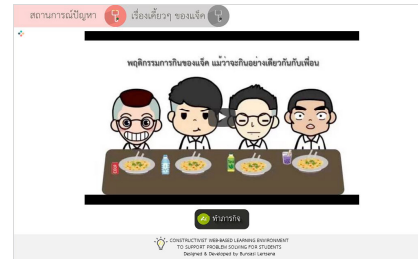 สถานการณ์ปัญหา เรื่องเคี้ยวๆ ของแจ็ค
พฤติกรรมการกินของแจ็ค แม้ว่าจะกินอย่างเดียวกันกับเพื่อน
ทำภารกิจ
CONSTRUCTIVIST WEB-BASED LEARNING ENVIRONMENT
TO SUPPORT PROBLEM SOLVING FOR STUDENTS
Designed & Developed by Bunsasi Lertsena